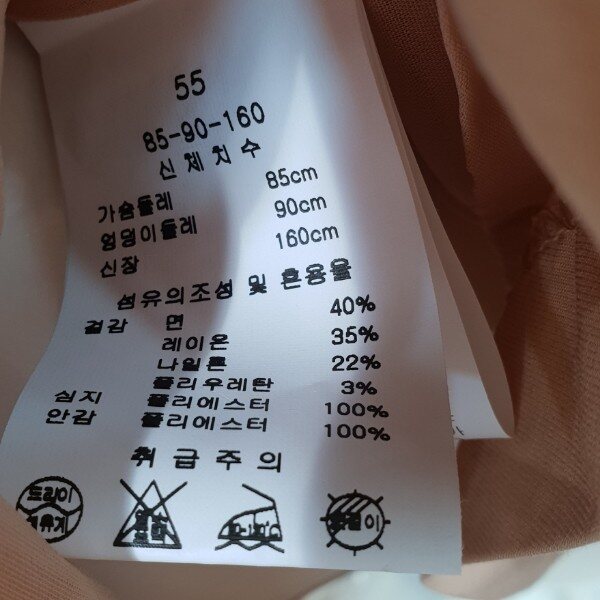 55
85-90-160
신체치수
가슴둘레 85cm
엉덩이둘레 90cm
신장 160cm
섬유의조성 및 혼용율
겉감 면 40%
레이온 35%
나일론 22%
폴리우레탄 3%
심지 폴리에스터 100%
안감 폴리에스터 100%
취급주의
드라이
석유계